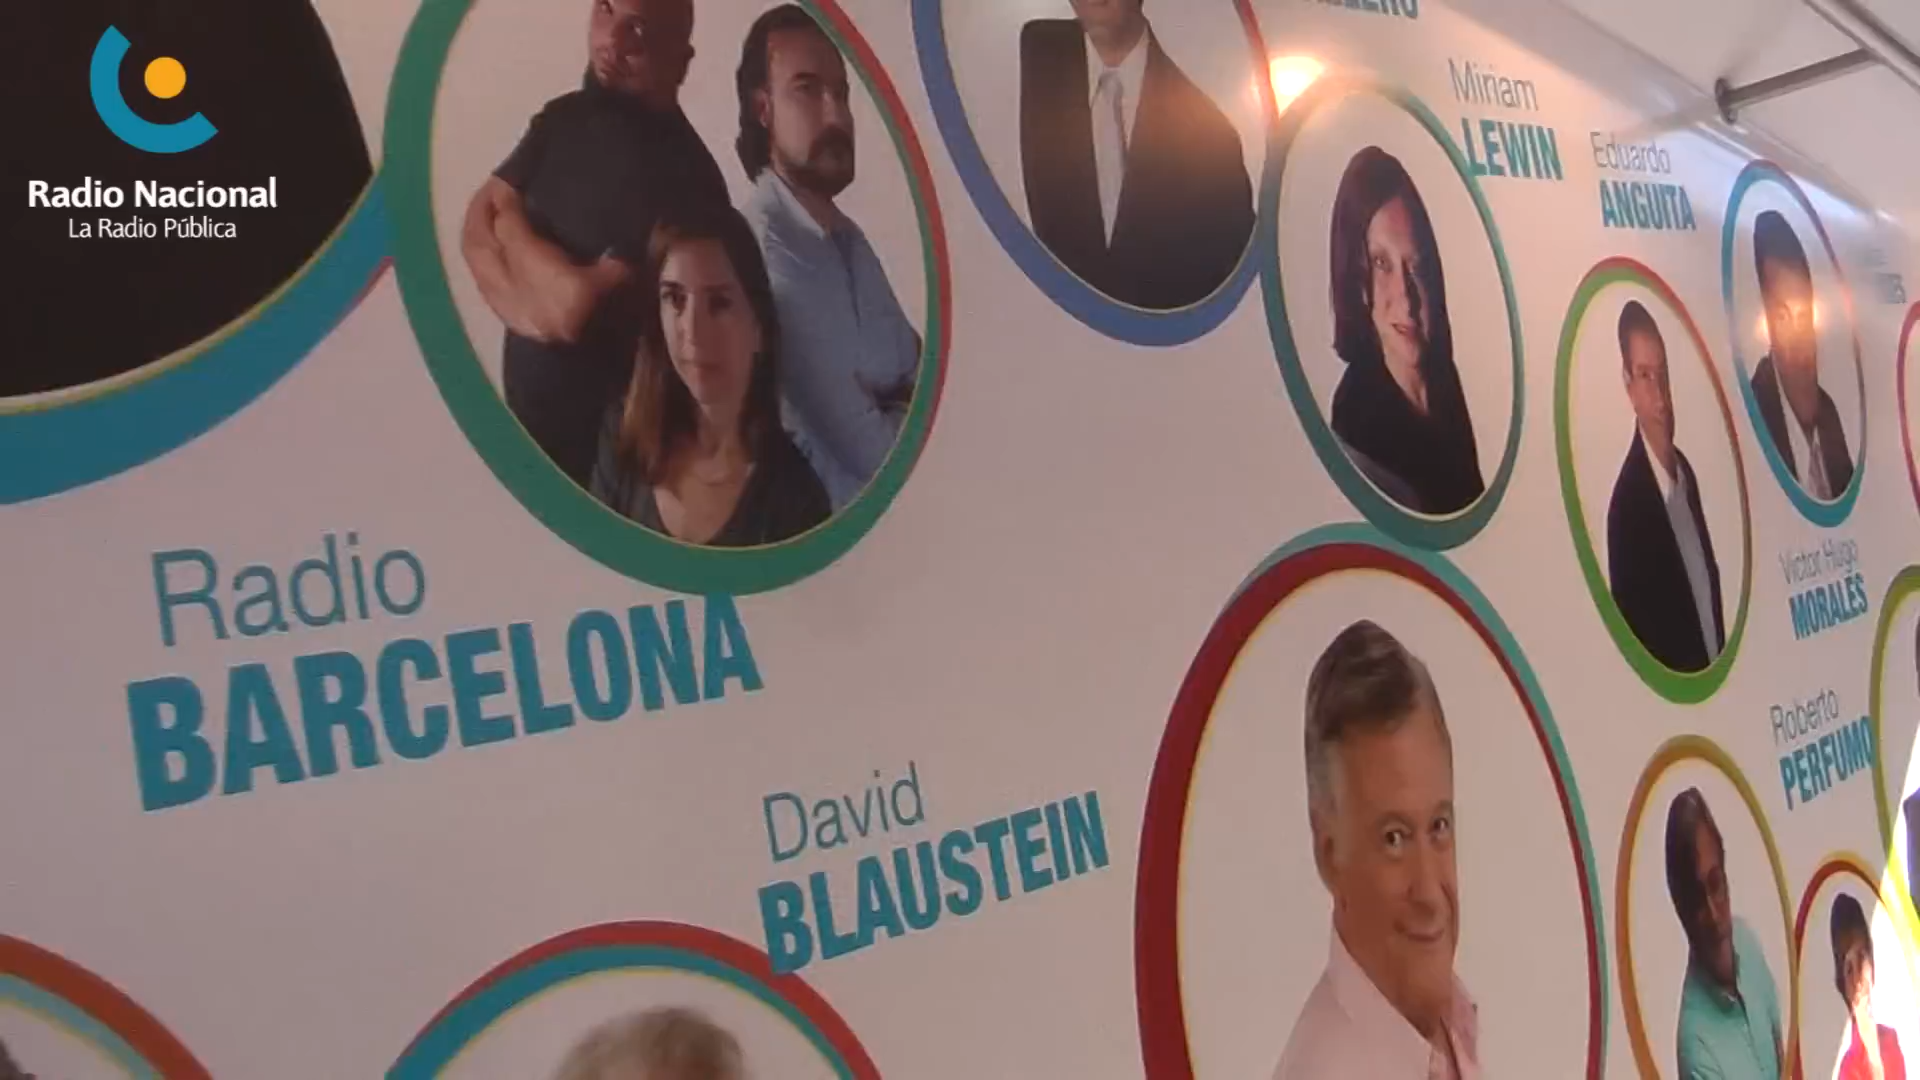 Radio Nacional
La Radio Pública
Miriam
LEWIN
Eduardo
ANGUITA
Radio
BARCELONA
Victor Hugo
MORALES
Roberto
PERFUMO
David
BLAUSTEIN